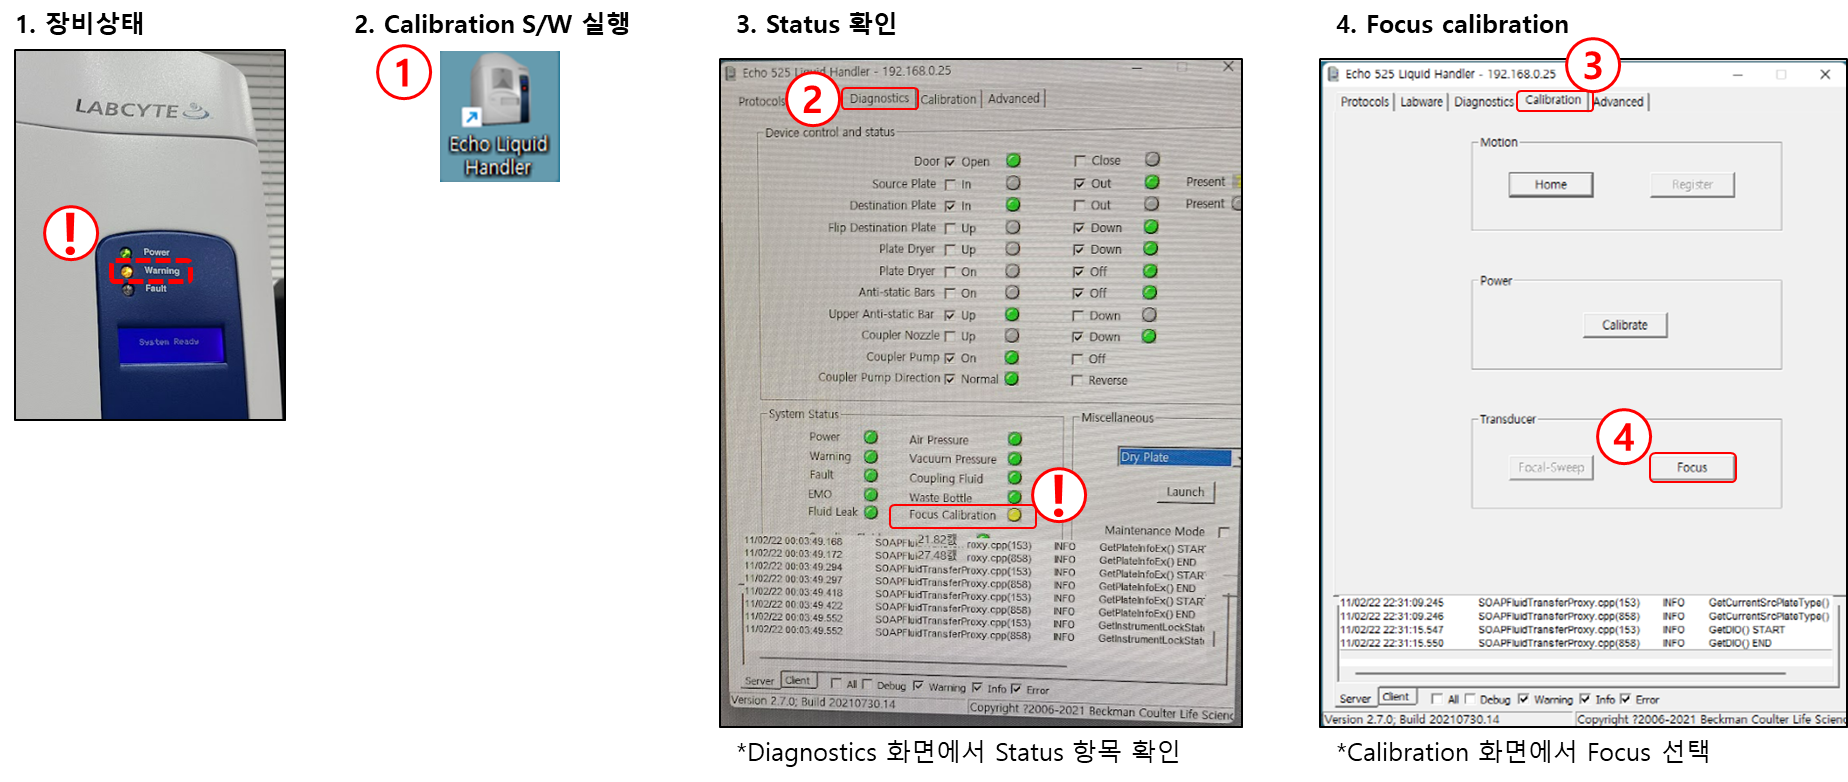 1. 장비상태
LABCYTE
!
Power
Warning
Fault
System Ready
2. Calibration S/W 실행
1
Echo Liquid
Handler
3. Status 확인
Echo 525 Liquid Handler - 192.168.0.25
Protocols 2 Diagnostics Calibration Advanced
Device control and status
Door Open Close
Source Plate In Out Present
Destination Plate In Out Present
Flip Destination Plate Up Down
Plate Dryer Up Down
Plate Dryer On Off
Anti-static Bars On Off
Upper Anti-static Bar Up Down
Coupler Nozzle Up Down
Coupler Pump On Off
Coupler Pump Direction Normal Reverse
System Status
Power Air Pressure
Warning Vacuum Pressure
Fault Coupling Fluid
EMO Waste Bottle
Fluid Leak Focus Calibration
!
Miscellaneous
Dry Plate
Launch
Maintenance Mode
21.82캜
27.48캜
11/02/22 00:03:49.168 SOAPFlui roxy.cpp(153) INFO GetPlateInfoEx() START
11/02/22 00:03:49.172 SOAPFlui roxy.cpp(858) INFO GetPlateInfoEx() END
11/02/22 00:03:49.294 SOAPFluidTransferProxy.cpp(153) INFO GetPlateInfoEx() START
11/02/22 00:03:49.297 SOAPFluidTransferProxy.cpp(858) INFO GetPlateInfoEx() END
11/02/22 00:03:49.418 SOAPFluidTransferProxy.cpp(153) INFO GetPlateInfoEx() START
11/02/22 00:03:49.422 SOAPFluidTransferProxy.cpp(858) INFO GetPlateInfoEx() END
11/02/22 00:03:49.552 SOAPFluidTransferProxy.cpp(153) INFO GetInstrumentLockStat
11/02/22 00:03:49.552 SOAPFluidTransferProxy.cpp(858) INFO GetInstrumentLockStat
Server Client All Debug Warning Info Error
Version 2.7.0; Build 20210730.14 Copyright ?2006-2021 Beckman Coulter Life Scienc
*Diagnostics 화면에서 Status 항목 확인
4. Focus calibration
Echo 525 Liquid Handler - 192.168.0.25 3
Protocols Labware Diagnostics Calibration Advanced
Motion
Home Register
Power
Calibrate
Transducer
4
Focal-Sweep Focus
11/02/22 22:31:09.245 SOAPFluidTransferProxy.cpp(153) INFO GetCurrentSrcPlateType()
11/02/22 22:31:09.246 SOAPFluidTransferProxy.cpp(858) INFO GetCurrentSrcPlateType()
11/02/22 22:31:15.547 SOAPFluidTransferProxy.cpp(153) INFO GetDIO() START
11/02/22 22:31:15.550 SOAPFluidTransferProxy.cpp(858) INFO GetDIO() END
Server Client All Debug Warning Info Error
Version 2.7.0; Build 20210730.14 Copyright ?2006-2021 Beckman Coulter Life Scienc
*Calibration 화면에서 Focus 선택